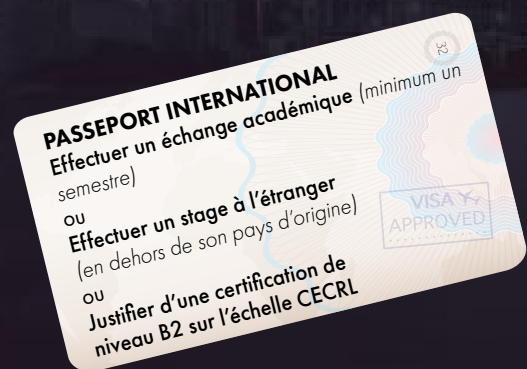 32
PASSEPORT INTERNATIONAL
Effectuer un échange académique (minimum un
semestre)
ou
Effectuer un stage à l'étranger
(en dehors de son pays d'origine)
ou
Justifier d'une certification de
niveau B2 sur l'échelle CECRL
VISA
APPROVED